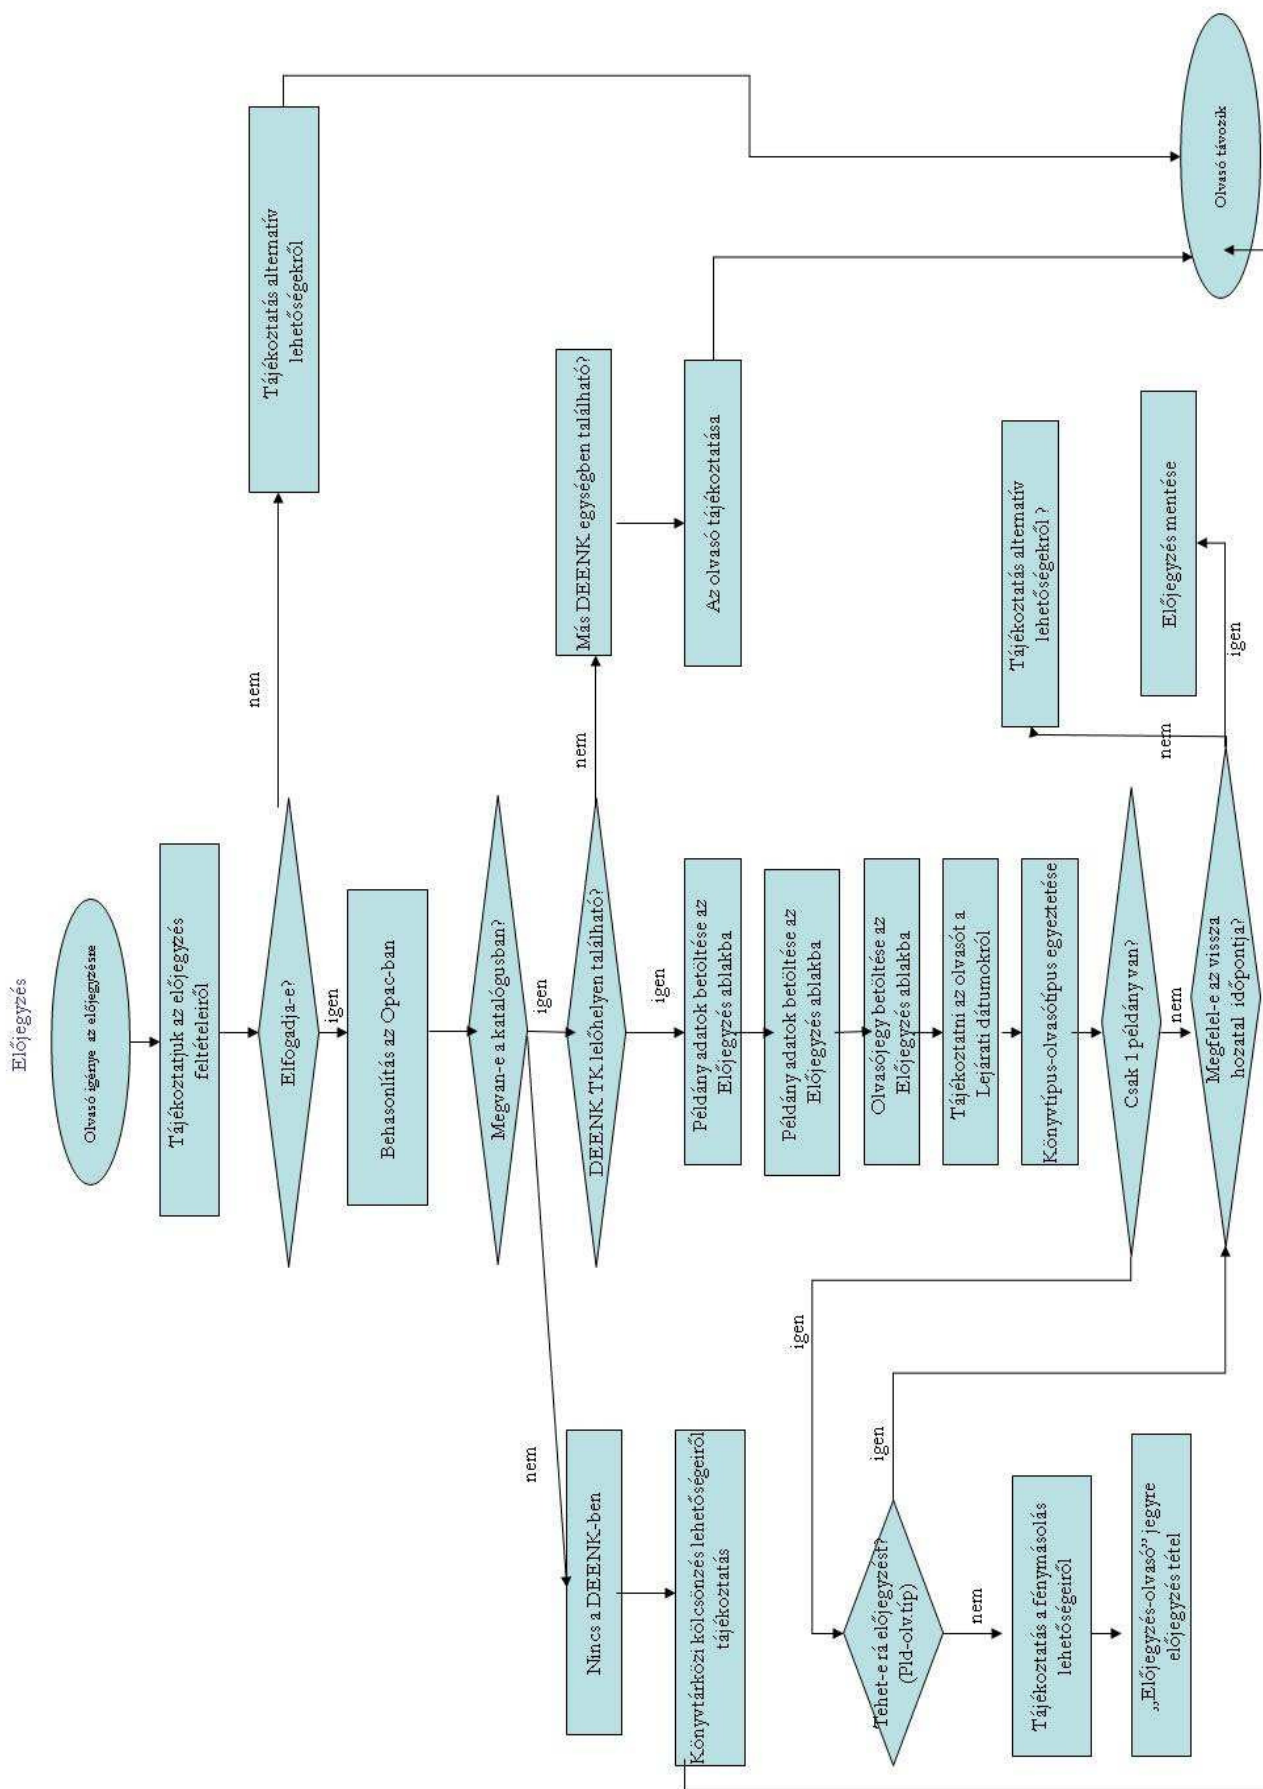 Előjegyzés
Olvasó igénye az előjegyzésre
Tájékoztatjuk az előjegyzés
feltételeiről
Elfogadja-e?
nem
Tájékoztatás alternatív
lehetőségekről
igen
Behasonlítás az Opac-ban
Megvan-e a katalógusban?
igen
nem
Nincs a DEENK-ben
Könyvtárközi kölcsönzés lehetőségeiről
tájékoztatás
DEENK TK lelőhelyen található?
nem
Más DEENK egységben található?
Az olvasó tájékoztatása
igen
Példány adatok betöltése az
Előjegyzés ablakba
Példány adatok betöltése az
Előjegyzés ablakba
Olvasójegy betöltése az
Előjegyzés ablakba
Tájékoztatni az olvasót a
Lejárati dátumokról
Könyvtípus-olvasótípus egyeztetése
Csak 1 példány van?
igen
nem
Tehet-e rá előjegyzést?
(Pld-olv.típ)
igen
nem
Tájékoztatás a fénymásolás
lehetőségeiről
„Előjegyzés-olvasó” jegyre
előjegyzés tétel
Megfelel-e az vissza
hozatal időpontja?
nem
Tájékoztatás alternatív
lehetőségekről ?
igen
Előjegyzés mentése
Olvasó távozik